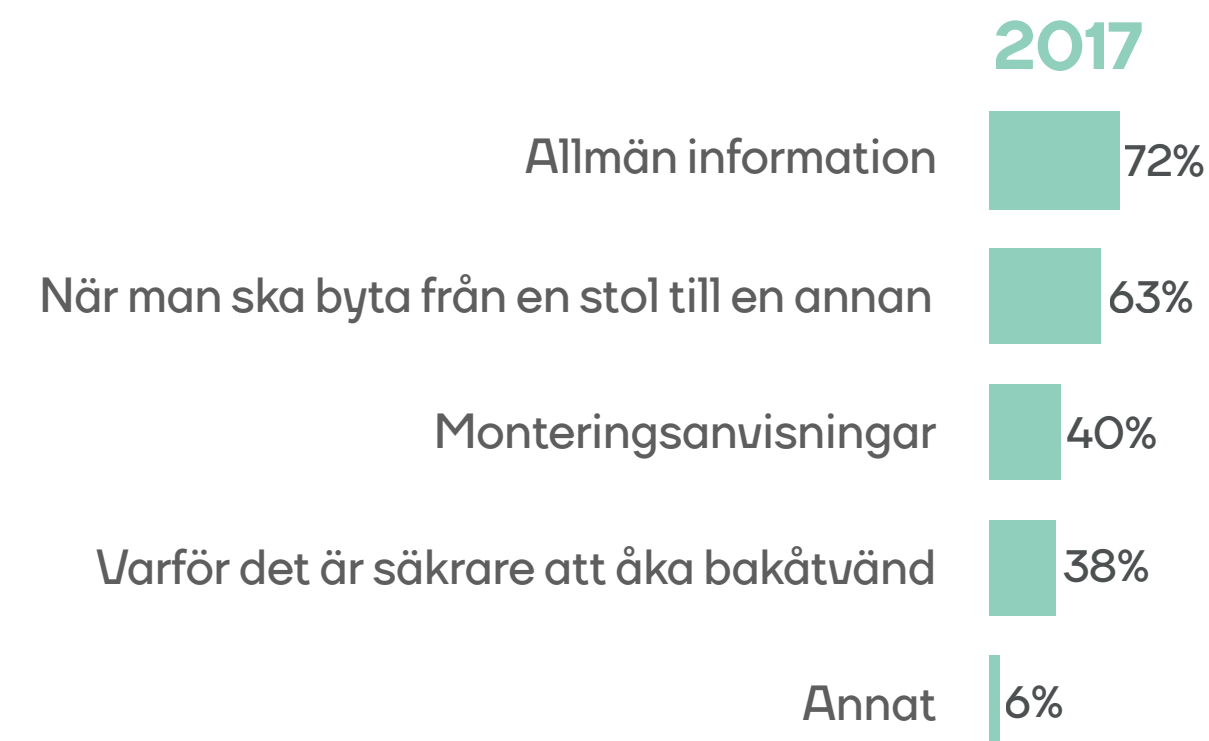 2017
Allmän information 72%
När man ska byta från en stol till en annan 63%
Monteringsanvisningar 40%
Varför det är säkrare att åka bakåtvänd 38%
Annat 6%